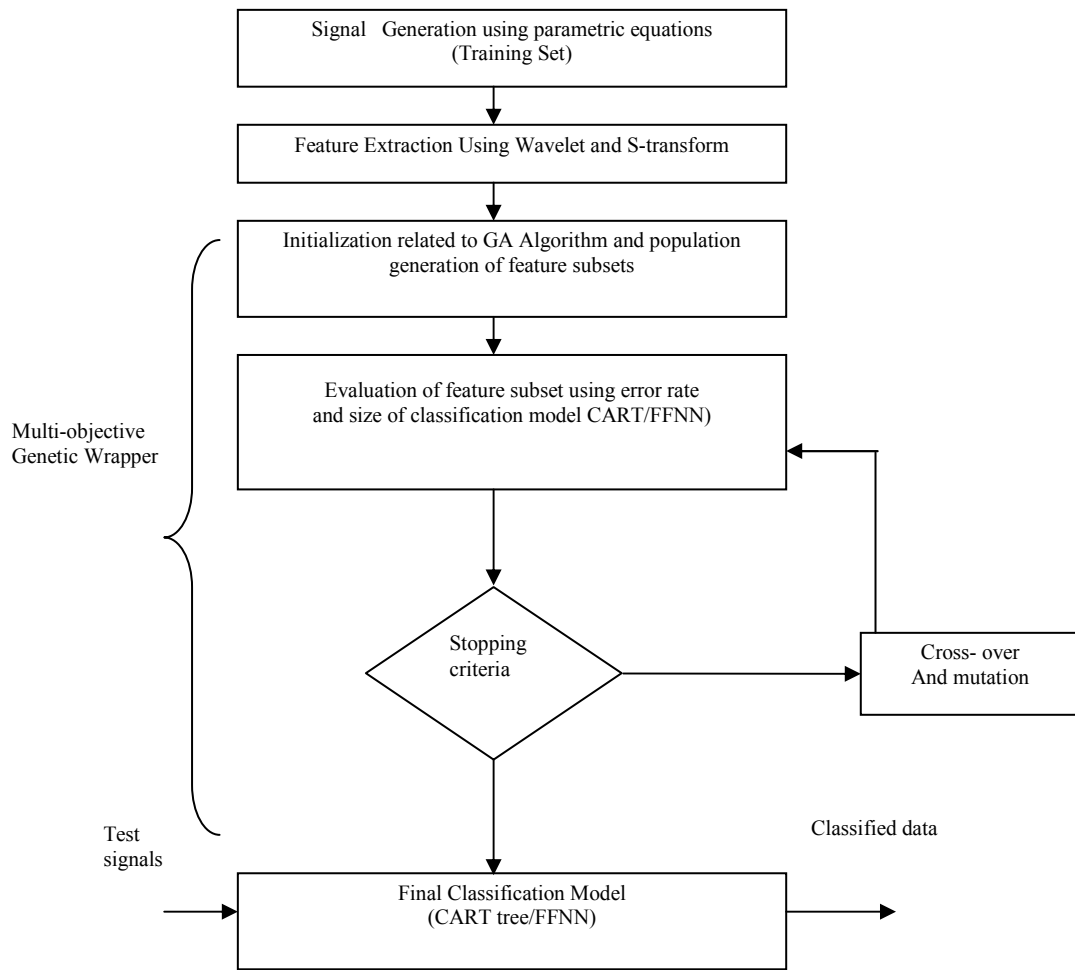 Signal Generation using parametric equations
(Training Set)
Feature Extraction Using Wavelet and S-transform
Initialization related to GA Algorithm and population
generation of feature subsets
Evaluation of feature subset using error rate
and size of classification model CART/FFNN)
Multi-objective
Genetic Wrapper
Stopping
criteria
Cross- over
And mutation
Test
signals
Classified data
Final Classification Model
(CART tree/FFNN)